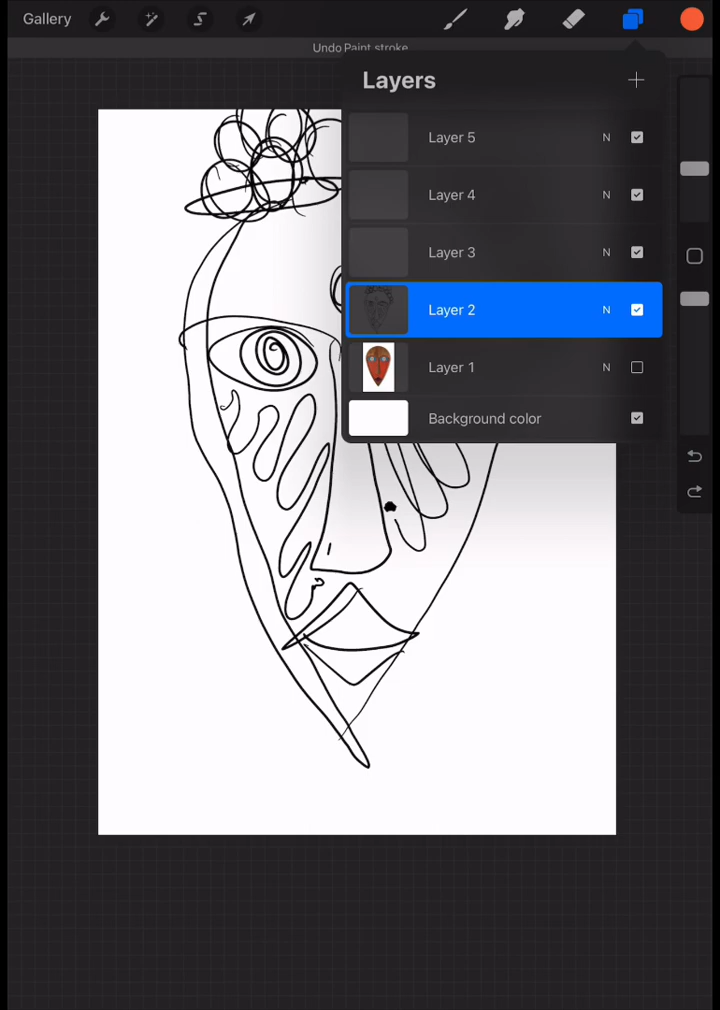 Gallery
Undo Paint stroke
Layers
Layer 5 N
Layer 4 N
Layer 3 N
Layer 2 N
Layer 1 N
Background color